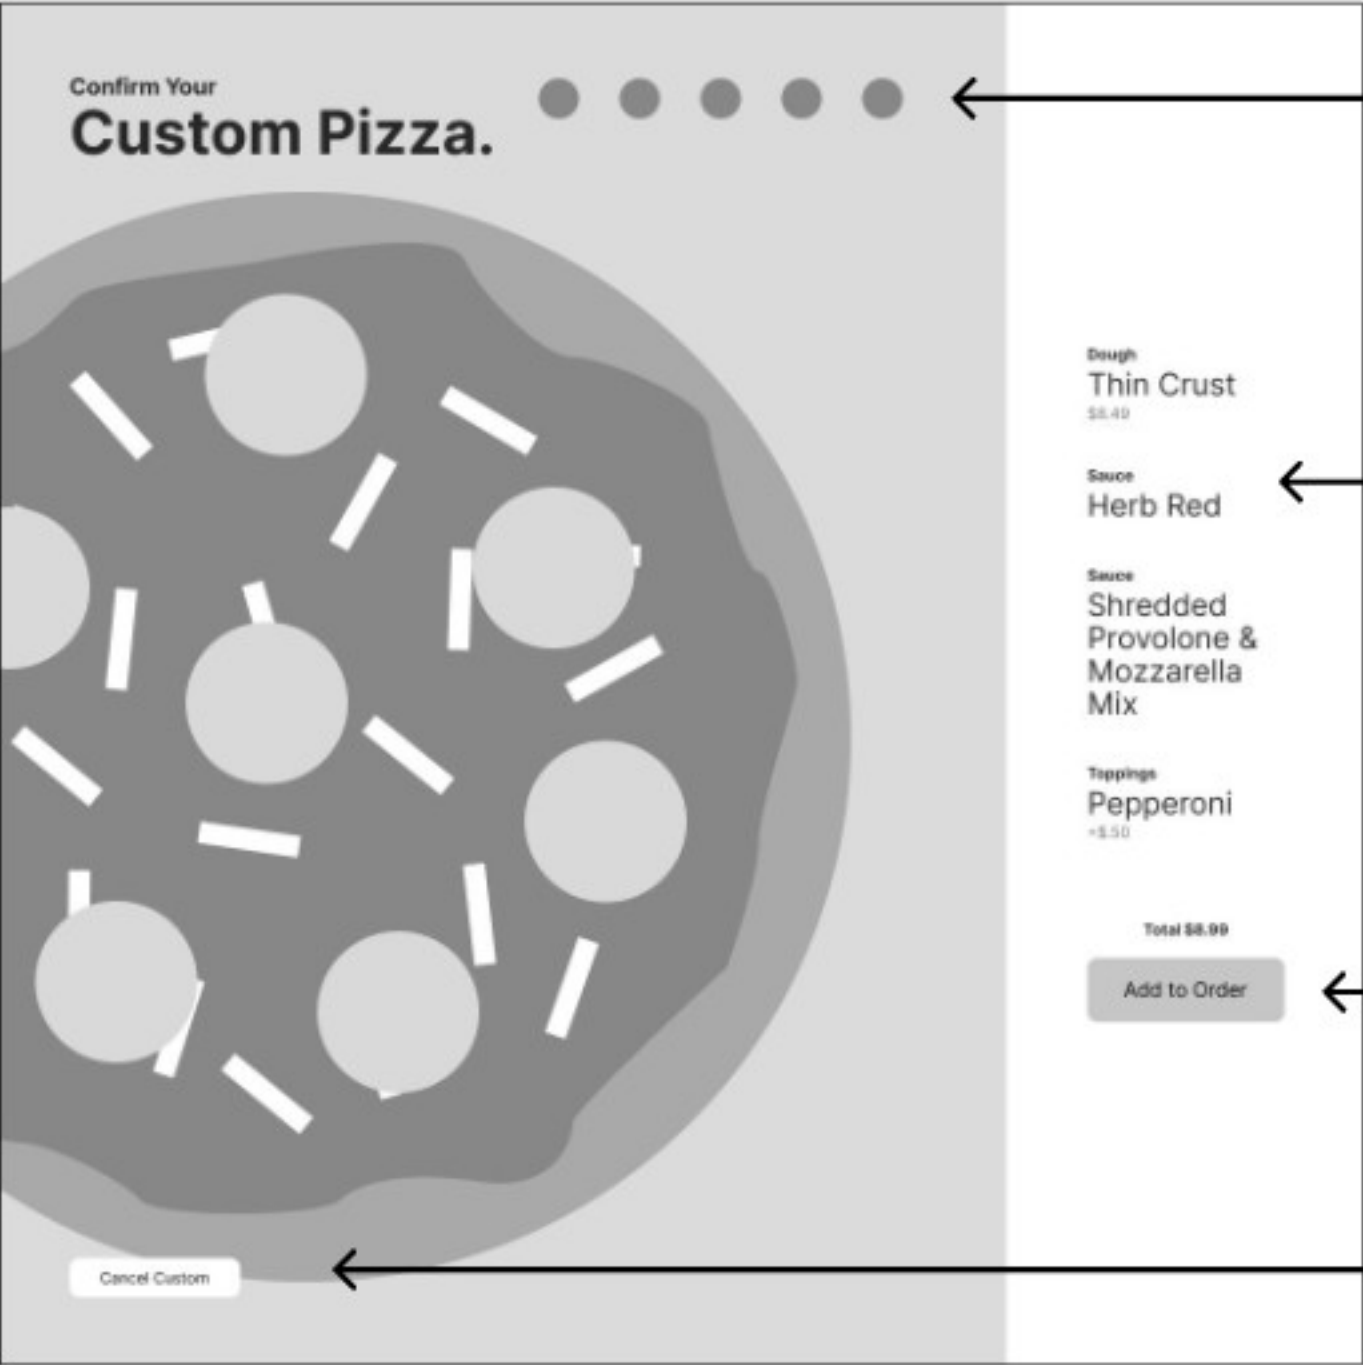 Confirm Your
Custom Pizza.
Dough
Thin Crust
$8.49
Sauce
Herb Red
Sauce
Shredded
Provolone &
Mozzarella
Mix
Toppings
Pepperoni
+$.50
Total $8.99
Add to Order
Cancel Custom